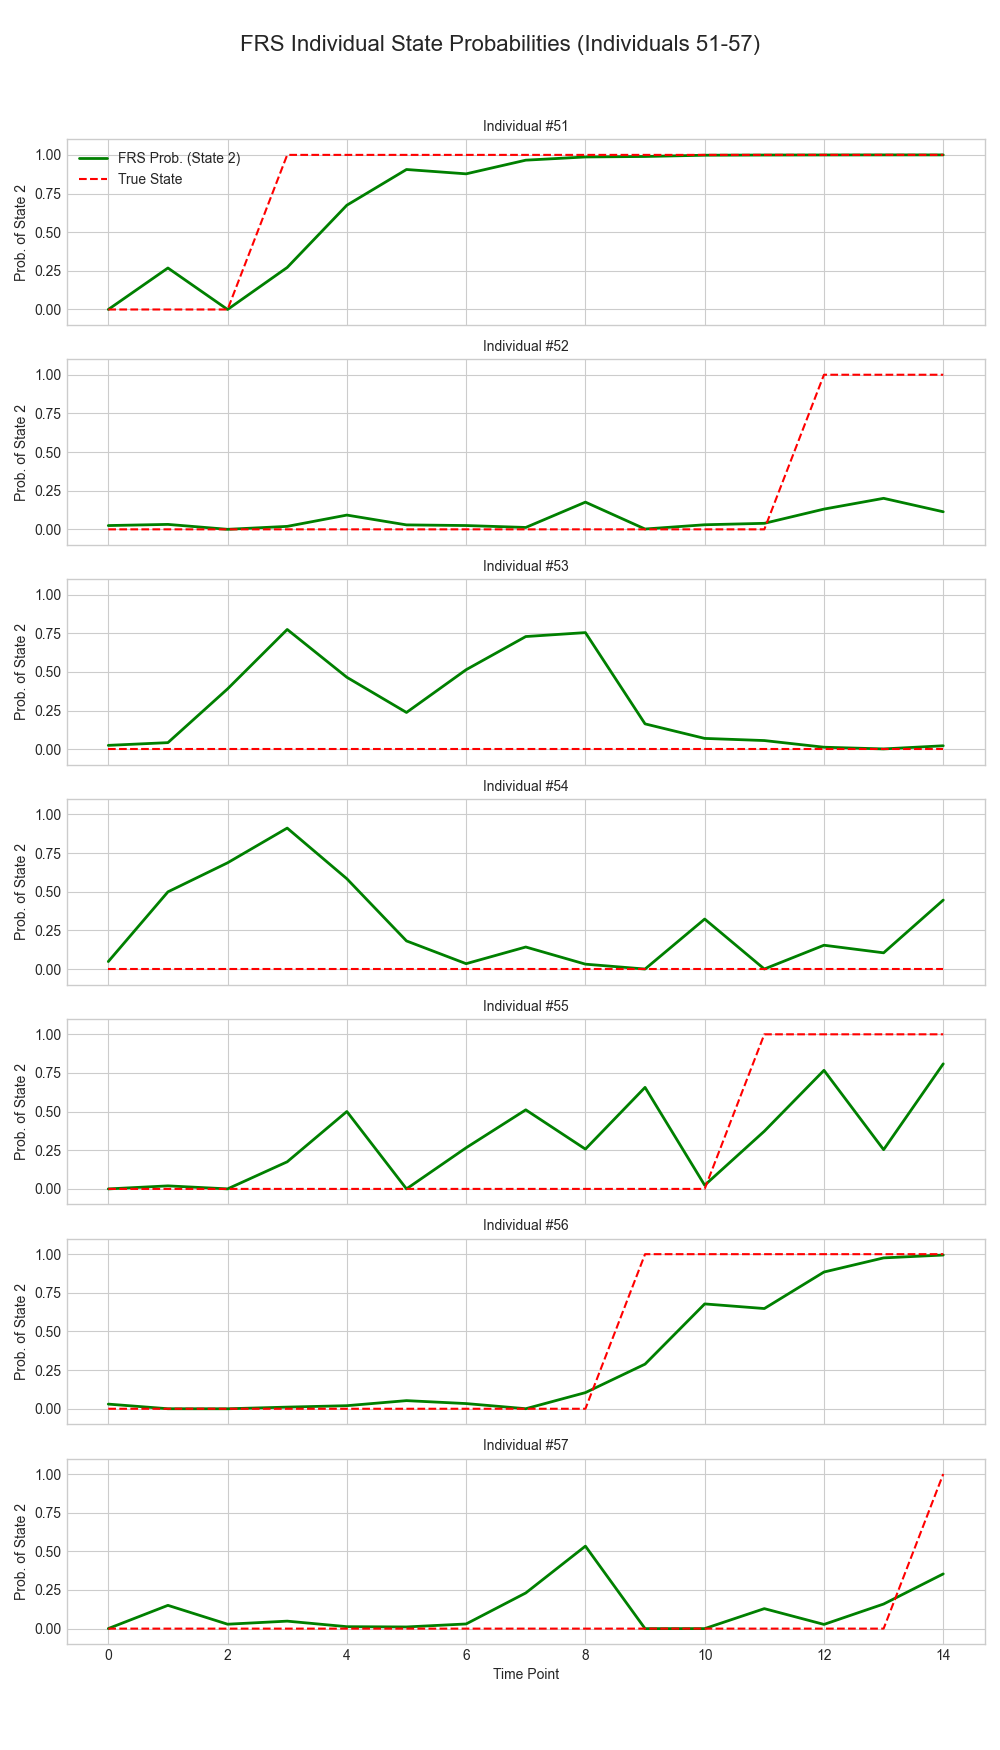 FRS Individual State Probabilities (Individuals 51-57)
Individual #51
1.00
0.75
0.50
0.25
0.00
Prob. of State 2
FRS Prob. (State 2)
True State
Individual #52
1.00
0.75
0.50
0.25
0.00
Prob. of State 2
Individual #53
1.00
0.75
0.50
0.25
0.00
Prob. of State 2
Individual #54
1.00
0.75
0.50
0.25
0.00
Prob. of State 2
Individual #55
1.00
0.75
0.50
0.25
0.00
Prob. of State 2
Individual #56
1.00
0.75
0.50
0.25
0.00
Prob. of State 2
Individual #57
1.00
0.75
0.50
0.25
0.00
Prob. of State 2
0 2 4 6 8 10 12 14
Time Point